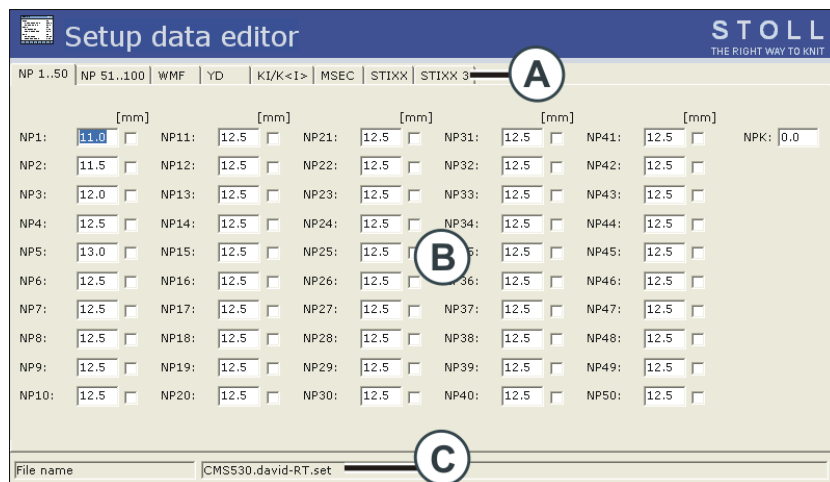 Setup data editor
STOLL
THE RIGHT WAY TO KNIT
NP 1..50 NP 51..100 WMF YD KI/K<I> MSEC STIXX STIXX 3 A
[mm] [mm] [mm] [mm] [mm]
NP1: 11.0 NP11: 12.5 NP21: 12.5 NP31: 12.5 NP41: 12.5 NPK: 0.0
NP2: 11.5 NP12: 12.5 NP22: 12.5 NP32: 12.5 NP42: 12.5
NP3: 12.0 NP13: 12.5 NP23: 12.5 NP33: 12.5 NP43: 12.5
NP4: 12.5 NP14: 12.5 NP24: 12.5 NP34: 12.5 NP44: 12.5
NP5: 13.0 NP15: 12.5 NP25: 12.5 B 5: 12.5 NP45: 12.5
NP6: 12.5 NP16: 12.5 NP26: 12.5 NP36: 12.5 NP46: 12.5
NP7: 12.5 NP17: 12.5 NP27: 12.5 NP37: 12.5 NP47: 12.5
NP8: 12.5 NP18: 12.5 NP28: 12.5 NP38: 12.5 NP48: 12.5
NP9: 12.5 NP19: 12.5 NP29: 12.5 NP39: 12.5 NP49: 12.5
NP10: 12.5 NP20: 12.5 NP30: 12.5 NP40: 12.5 NP50: 12.5
File name CMS530.david-RT.set C